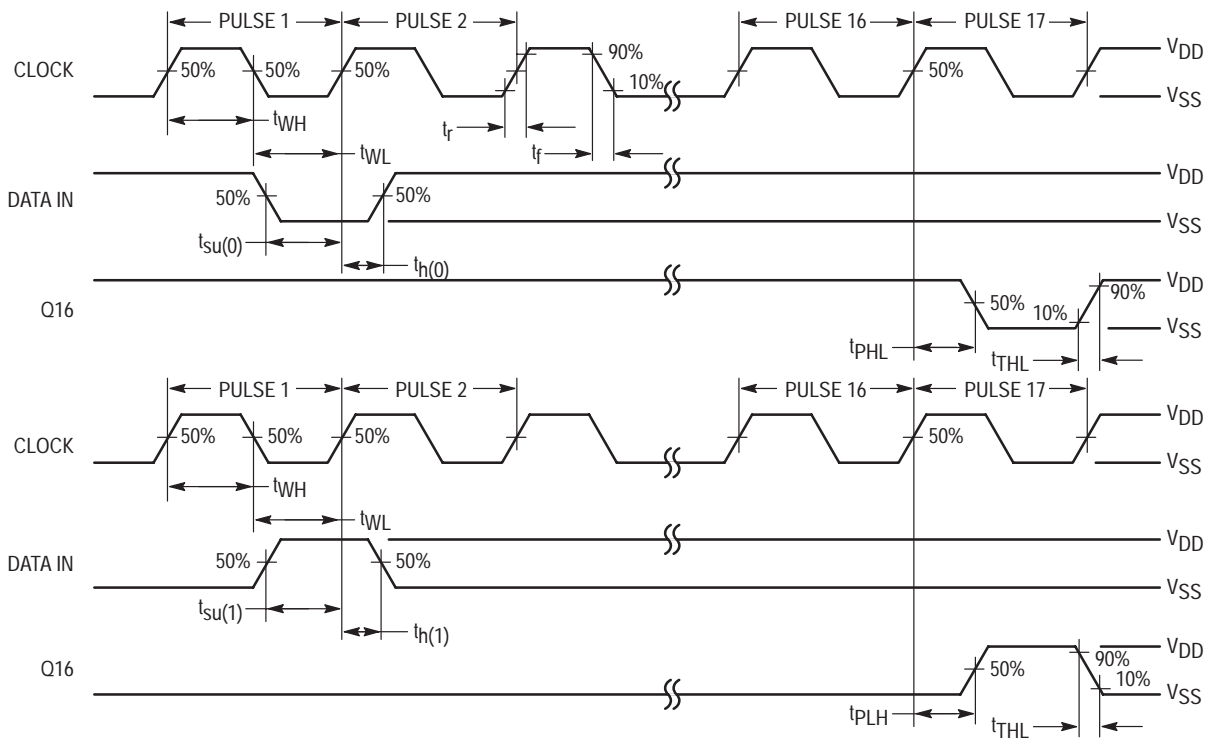 PULSE 1 PULSE 2 PULSE 16 PULSE 17
CLOCK 50% 50% 50% 90% 10% 50% VDD
VSS
tWH tr
tWL tf
DATA IN 50% 50% VDD
VSS
tsu(0)
th(0)
Q16 50% 10% 90% VDD
VSS
tPHL tTHL
PULSE 1 PULSE 2 PULSE 16 PULSE 17
CLOCK 50% 50% 50% 50% VDD
VSS
tWH
tWL
DATA IN 50% 50% VDD
VSS
tsu(1)
th(1)
Q16 50% 90% 10% VDD
VSS
tPLH tTHL